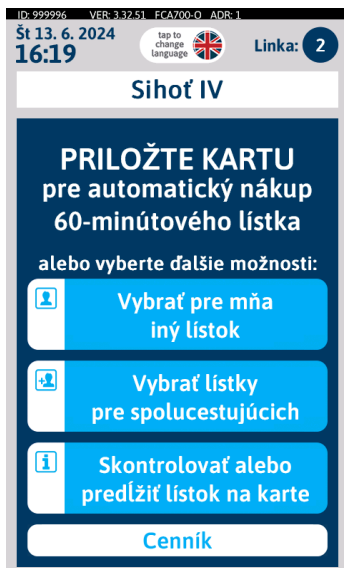 ID: 999996 VER: 3.32.51 FCA700-O ADR: 1
Št 13. 6. 2024
16:19
tap to
change
language
Linka: 2
Sihoť IV
PRILOŽTE KARTU
pre automatický nákup
60-minútového lístka
alebo vyberte ďalšie možnosti:
Vybrať pre mňa
iný lístok
Vybrať lístky
pre spolucestujúcich
Skontrolovať alebo
predĺžiť lístok na karte
Cenník